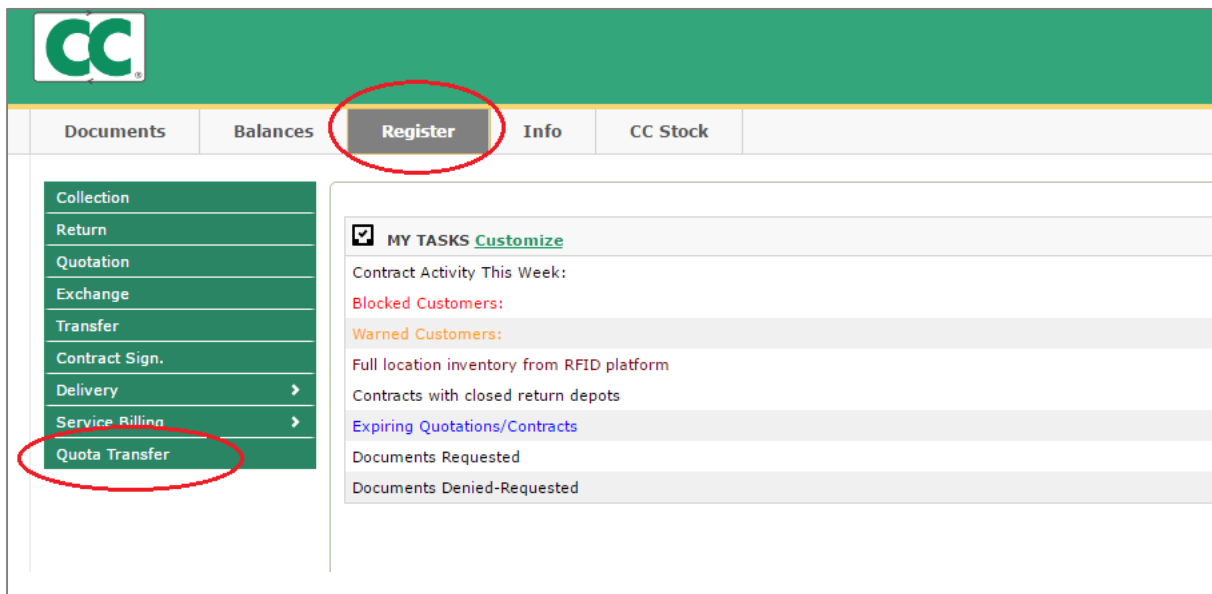 CC
®
Documents Balances Register Info CC Stock
Collection
Return
Quotation
Exchange
Transfer
Contract Sign.
Delivery
Service Billing
Quota Transfer
MY TASKS Customize
Contract Activity This Week:
Blocked Customers:
Warned Customers:
Full location inventory from RFID platform
Contracts with closed return depots
Expiring Quotations/Contracts
Documents Requested
Documents Denied-Requested